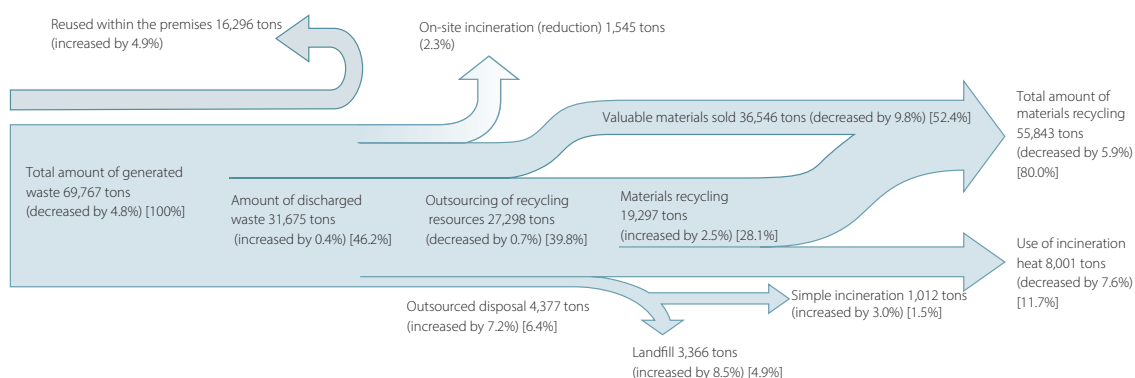 Reused within the premises 16,296 tons
(increased by 4.9%)
On-site incineration (reduction) 1,545 tons
(2.3%)
Valuable materials sold 36,546 tons (decreased by 9.8%) [52.4%]
Total amount of
materials recycling
55,843 tons
(decreased by 5.9%)
[80.0%]
Total amount of generated
waste 69,767 tons
(decreased by 4.8%) [100%]
Amount of discharged
waste 31,675 tons
(increased by 0.4%) [46.2%]
Outsourcing of recycling
resources 27,298 tons
(decreased by 0.7%) [39.8%]
Materials recycling
19,297 tons
(increased by 2.5%) [28.1%]
Use of incineration
heat 8,001 tons
(decreased by 7.6%)
[11.7%]
Outsourced disposal 4,377 tons
(increased by 7.2%) [6.4%]
Simple incineration 1,012 tons
(increased by 3.0%) [1.5%]
Landfill 3,366 tons
(increased by 8.5%) [4.9%]